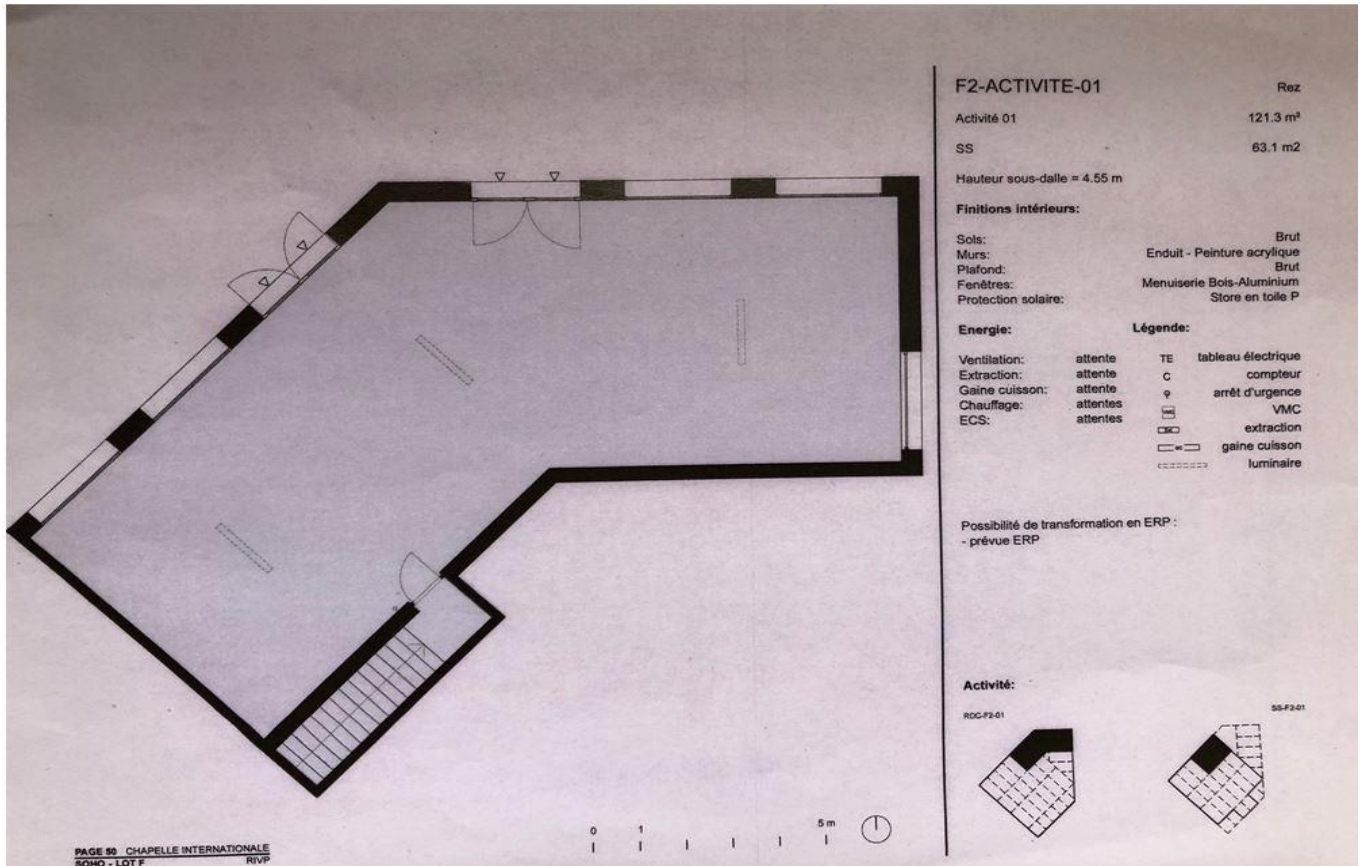 F2-ACTIVITE-01 Rez
Activité 01 121.3 m²
SS 63.1 m2
Hauteur sous-dalle = 4.55 m
Finitions intérieurs:
Sols: Brut
Murs: Enduit - Peinture acrylique
Plafond: Brut
Fenêtres: Menuiserie Bois-Aluminium
Protection solaire: Store en toile P
Energie: Légende:
Ventilation: attente TE tableau électrique
Extraction: attente C compteur
Gaine cuisson: attente arrêt d'urgence
Chauffage: attentes VMC
ECS: attentes extraction
gaine cuisson
luminaire
Possibilité de transformation en ERP :
- prévue ERP
Activité:
RDC-F2-01 SS-F2-01
0 1 5 m
PAGE 50 CHAPELLE INTERNATIONALE
SOHO - LOT F RIVP